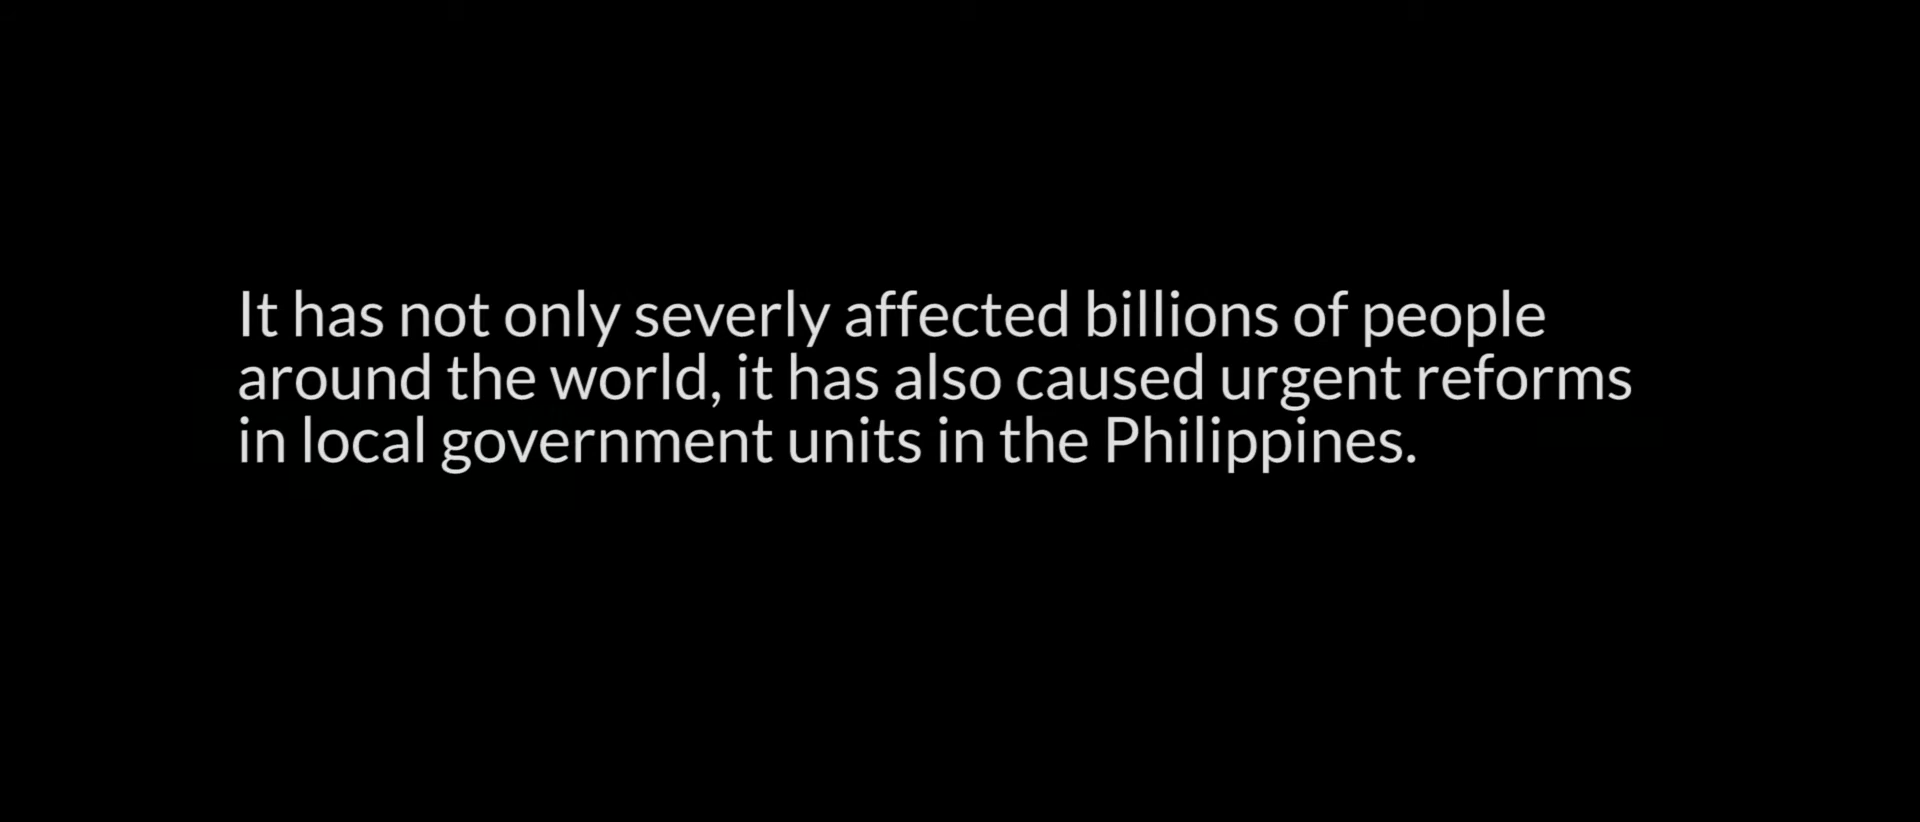 It has not only severly affected billions of people
around the world, it has also caused urgent reforms
in local government units in the Philippines.